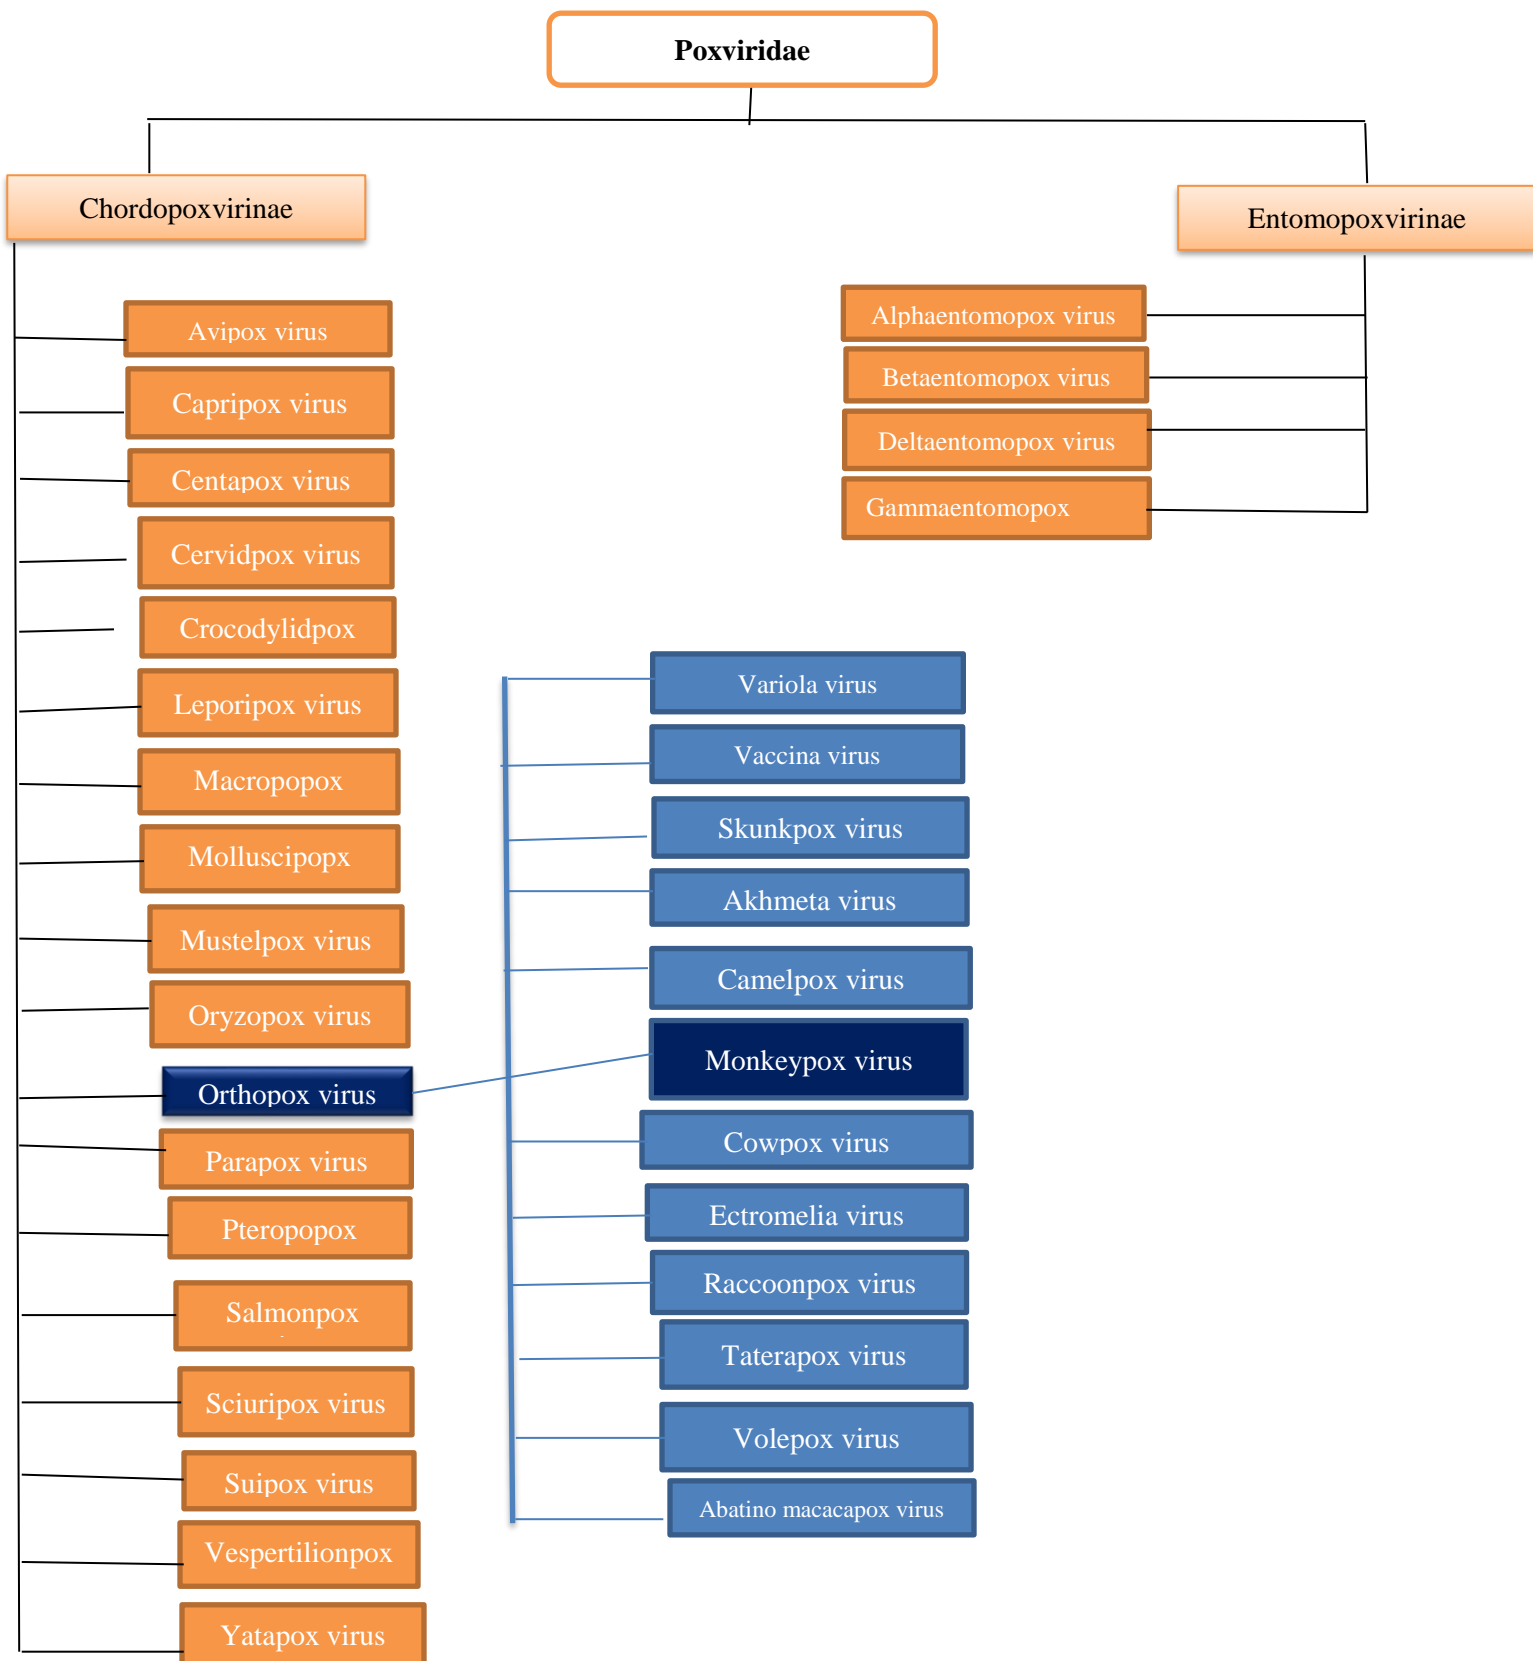 Poxviridae
Chordopoxvirinae
Entomopoxvirinae
Avipox virus
Capripox virus
Centapox virus
Cervidpox virus
Crocodylidpox
Leporipox virus
Macropopox
Molluscipopx
Mustelpox virus
Oryzopox virus
Orthopox virus
Parapox virus
Pteropopox
Salmonpox
Sciuripox virus
Suipox virus
Vespertilionpox
Yatapox virus
Alphaentomopox virus
Betaentomopox virus
Deltaentomopox virus
Gammaentomopox
Variola virus
Vaccina virus
Skunkpox virus
Akhmeta virus
Camelpox virus
Monkeypox virus
Cowpox virus
Ectromelia virus
Raccoonpox virus
Taterapox virus
Volepox virus
Abatino macacapox virus